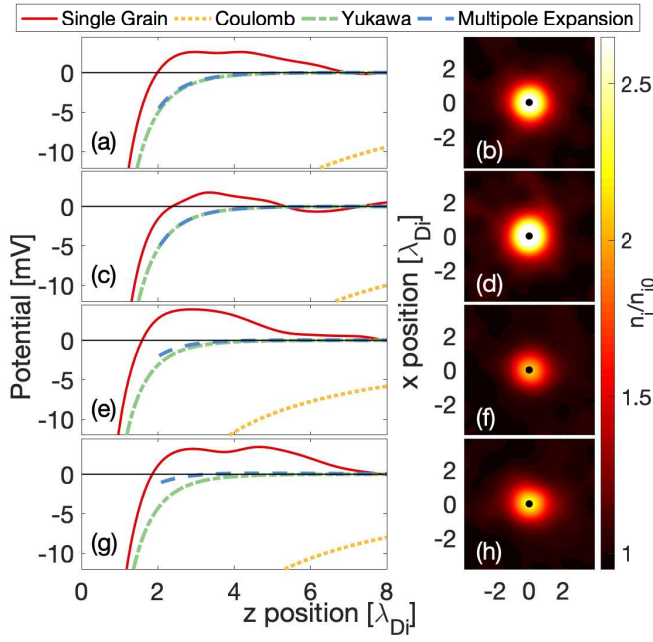 Single Grain Coulomb Yukawa Multipole Expansion
0
-5
-10
(a)
2
0
-2
(b)
0
-5
-10
(c)
2
0
-2
(d)
0
-5
-10
(e)
2
0
-2
(f)
0
-5
-10
(g)
2
0
-2
(h)
Potential [mV]
x position [λDi]
0 2 4 6 8
z position [λDi]
-2 0 2
2.5
2
1.5
1
ni/ni0